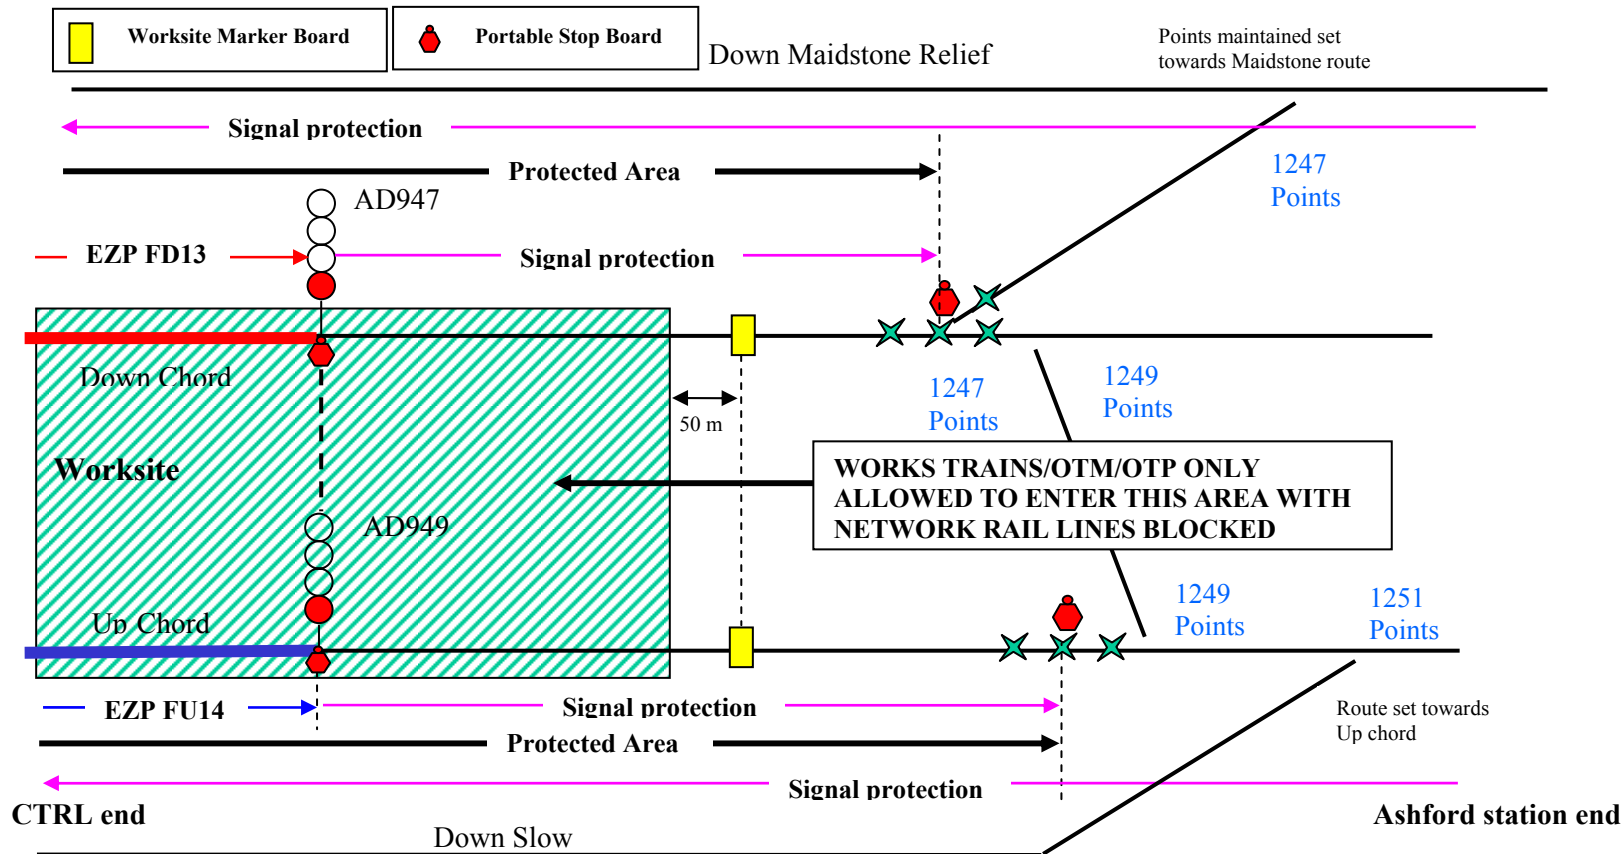 Worksite Marker Board
Portable Stop Board
Down Maidstone Relief
Points maintained set
towards Maidstone route
Signal protection
Protected Area
1247
Points
AD947
EZP FD13
Signal protection
Down Chord
1247
Points
1249
Points
50 m
Worksite
WORKS TRAINS/OTM/OTP ONLY
ALLOWED TO ENTER THIS AREA WITH
NETWORK RAIL LINES BLOCKED
AD949
Up Chord
1249
Points
1251
Points
EZP FU14
Signal protection
Route set towards
Up chord
Protected Area
Signal protection
CTRL end
Ashford station end
Down Slow